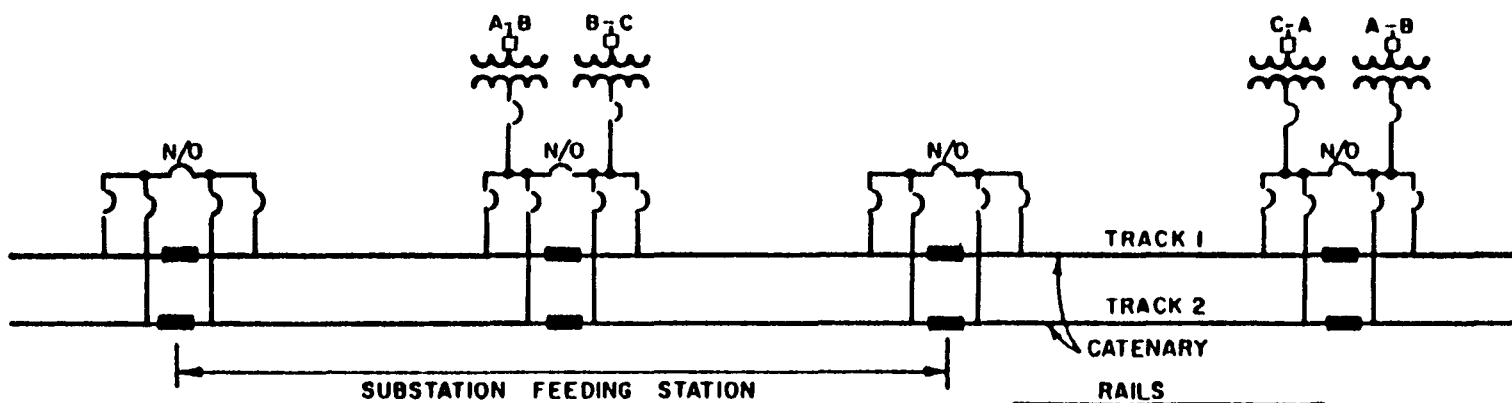 A-B B-C C-A A-B
N/O N/O N/O N/O
TRACK 1
TRACK 2
CATENARY
SUBSTATION FEEDING STATION RAILS